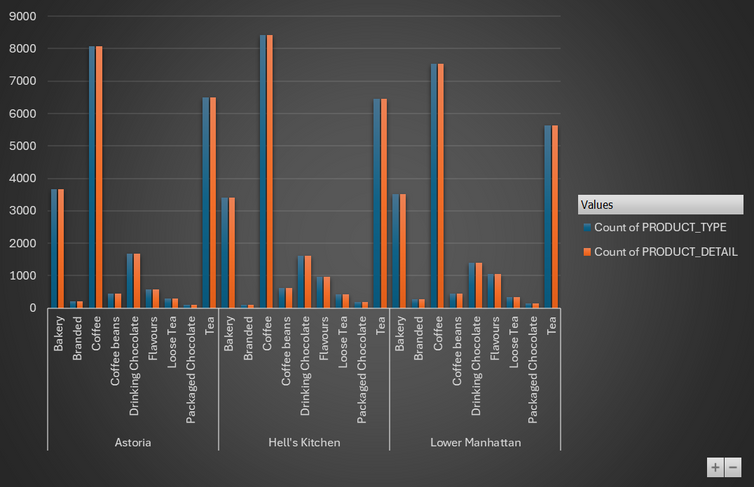 9000
8000
7000
6000
5000
4000
3000
2000
1000
0
Bakery
Branded
Coffee
Coffee beans
Drinking Chocolate
Flavours
Loose Tea
Packaged Chocolate
Tea
Bakery
Branded
Coffee
Coffee beans
Drinking Chocolate
Flavours
Loose Tea
Packaged Chocolate
Tea
Bakery
Branded
Coffee
Coffee beans
Drinking Chocolate
Flavours
Loose Tea
Packaged Chocolate
Tea
Astoria
Hell's Kitchen
Lower Manhattan
Values
Count of PRODUCT_TYPE
Count of PRODUCT_DETAIL
+ −